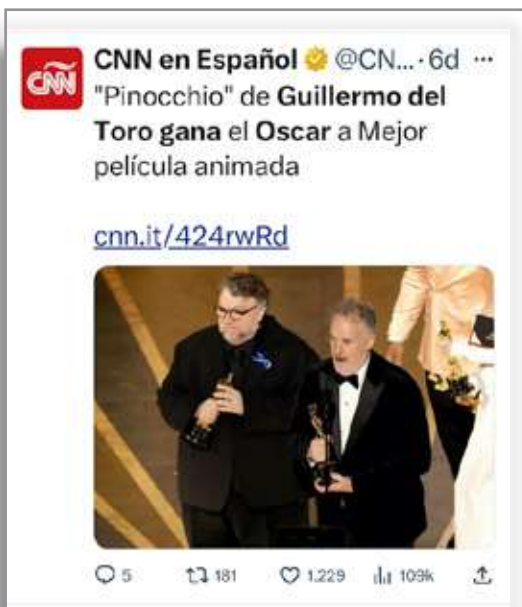 CNN
CNN en Español @CN... · 6d ...
"Pinocchio" de Guillermo del
Toro gana el Oscar a Mejor
película animada
cnn.it/424rwRd
5 181 1.229 109k